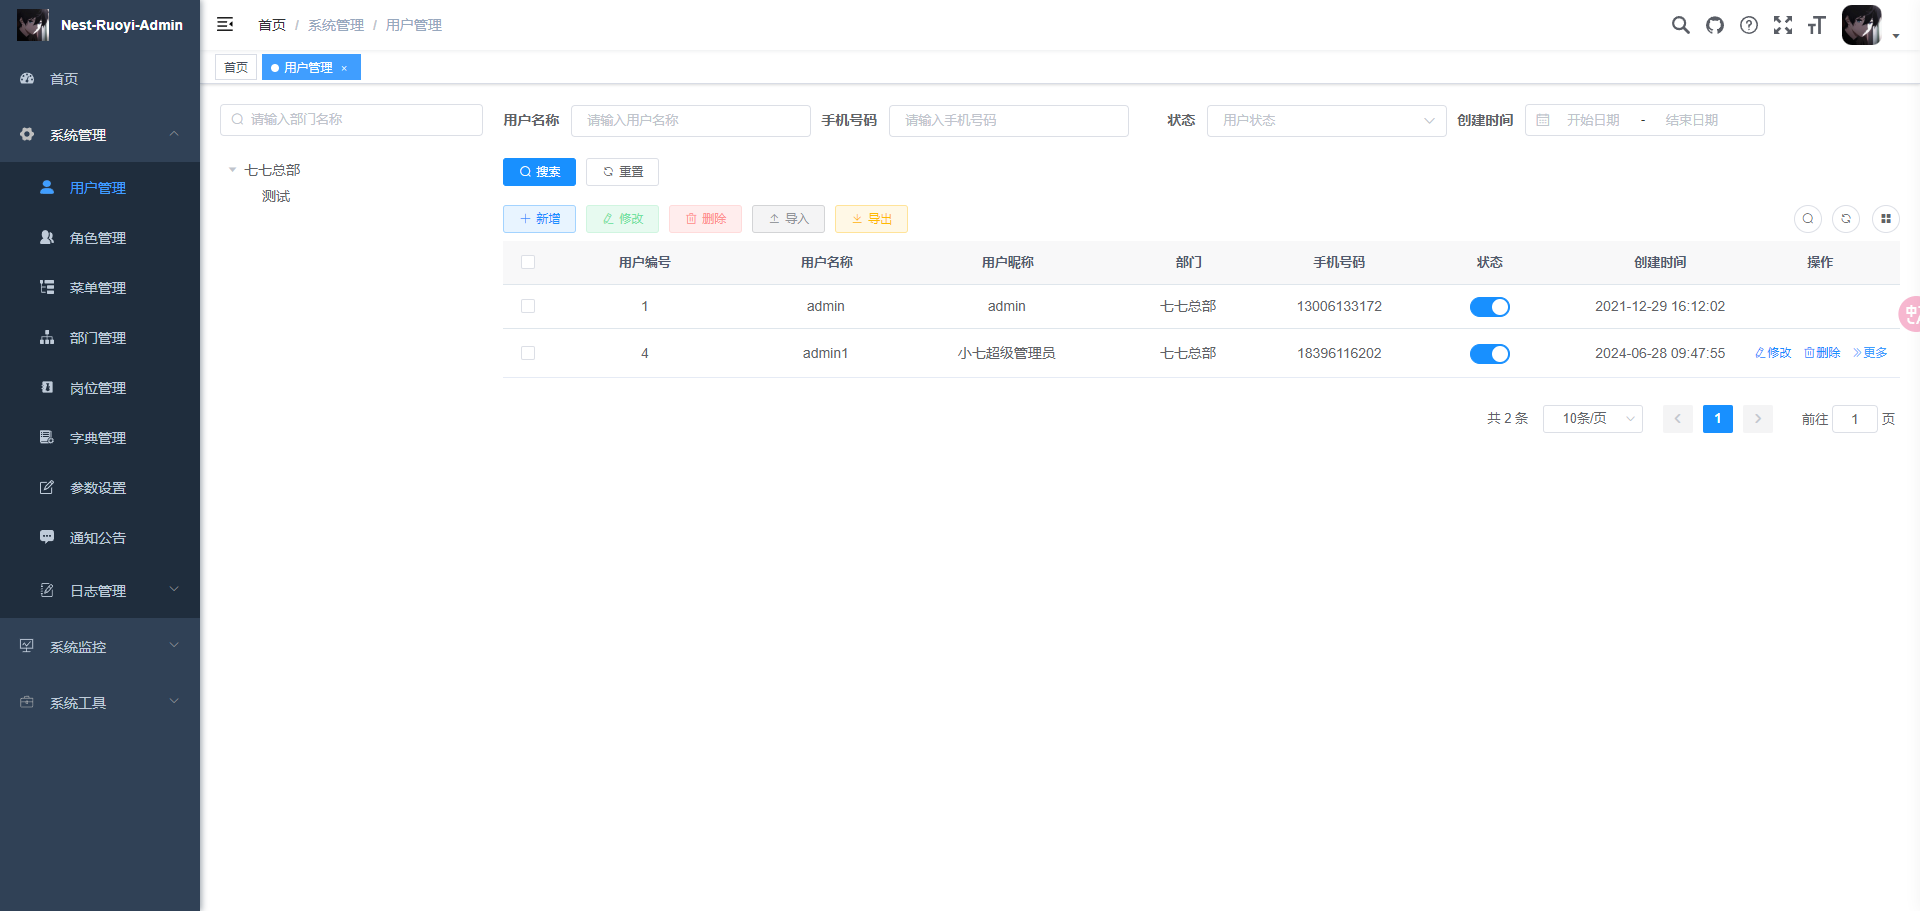 Nest-Ruoyi-Admin
首页
系统管理
用户管理
角色管理
菜单管理
部门管理
岗位管理
字典管理
参数设置
通知公告
日志管理
系统监控
系统工具
首页 / 系统管理 / 用户管理
首页
用户管理 ×
请输入部门名称
七七总部
测试
用户名称 请输入用户名称 手机号码 请输入手机号码 状态 用户状态 创建时间 开始日期 - 结束日期
搜索 重置
新增 修改 删除 导入 导出
用户编号 用户名称 用户昵称 部门 手机号码 状态 创建时间 操作
1 admin admin 七七总部 13006133172 2021-12-29 16:12:02
4 admin1 小七超级管理员 七七总部 18396116202 2024-06-28 09:47:55 修改 删除 更多
共 2 条 10条/页 1 前往 1 页